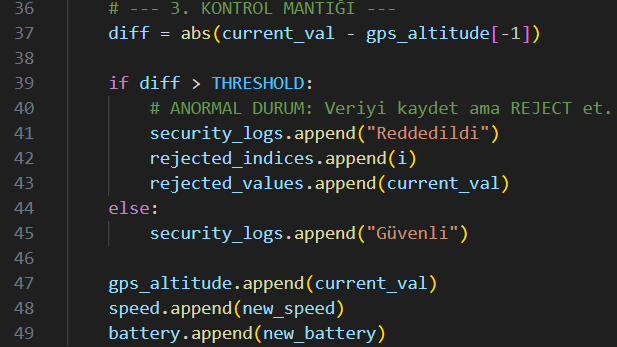 36 # --- 3. KONTROL MANTIĞI ---
37 diff = abs(current_val - gps_altitude[-1])
38
39 if diff > THRESHOLD:
40 # ANORMAL DURUM: Veriyi kaydet ama REJECT et.
41 security_logs.append("Reddedildi")
42 rejected_indices.append(i)
43 rejected_values.append(current_val)
44 else:
45 security_logs.append("Güvenli")
46
47 gps_altitude.append(current_val)
48 speed.append(new_speed)
49 battery.append(new_battery)